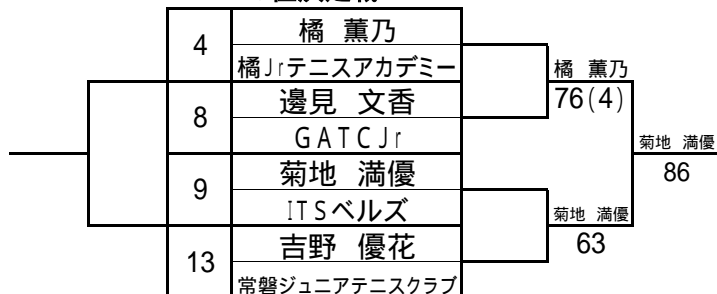 4
橘 薫乃
橘Jrテニスアカデミー
8
邊見 文香
GATCJr
9
菊地 満優
ITSベルズ
13
吉野 優花
常磐ジュニアテニスクラブ
橘 薫乃
76(4)
菊地 満優
63
菊地 満優
86